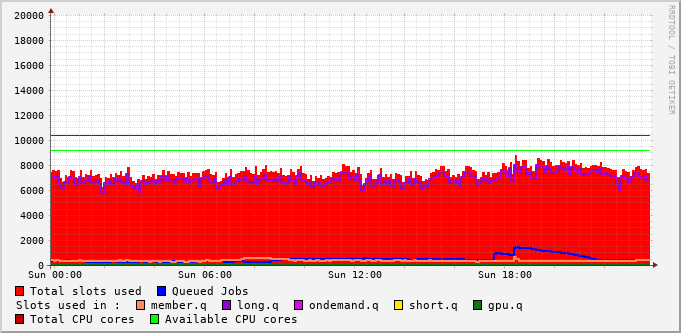 RRDTOOL / TOBI OETIKER
20000
18000
16000
14000
12000
10000
8000
6000
4000
2000
0
Sun 00:00 Sun 06:00 Sun 12:00 Sun 18:00
Total slots used Queued Jobs
Slots used in : member.q long.q ondemand.q short.q gpu.q
Total CPU cores Available CPU cores